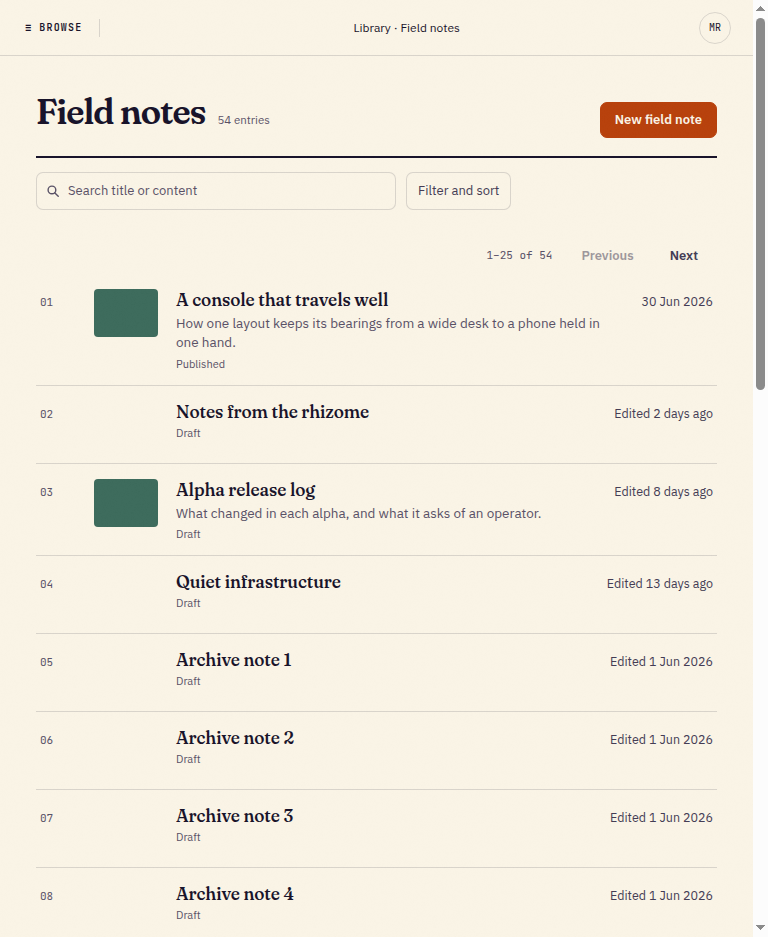 ≡ BROWSE
Library · Field notes
MR
Field notes
54 entries
New field note
Search title or content
Filter and sort
1–25 of 54
Previous
Next
01
A console that travels well
30 Jun 2026
How one layout keeps its bearings from a wide desk to a phone held in
one hand.
Published
02
Notes from the rhizome
Edited 2 days ago
Draft
03
Alpha release log
Edited 8 days ago
What changed in each alpha, and what it asks of an operator.
Draft
04
Quiet infrastructure
Edited 13 days ago
Draft
05
Archive note 1
Edited 1 Jun 2026
Draft
06
Archive note 2
Edited 1 Jun 2026
Draft
07
Archive note 3
Edited 1 Jun 2026
Draft
08
Archive note 4
Edited 1 Jun 2026
Draft